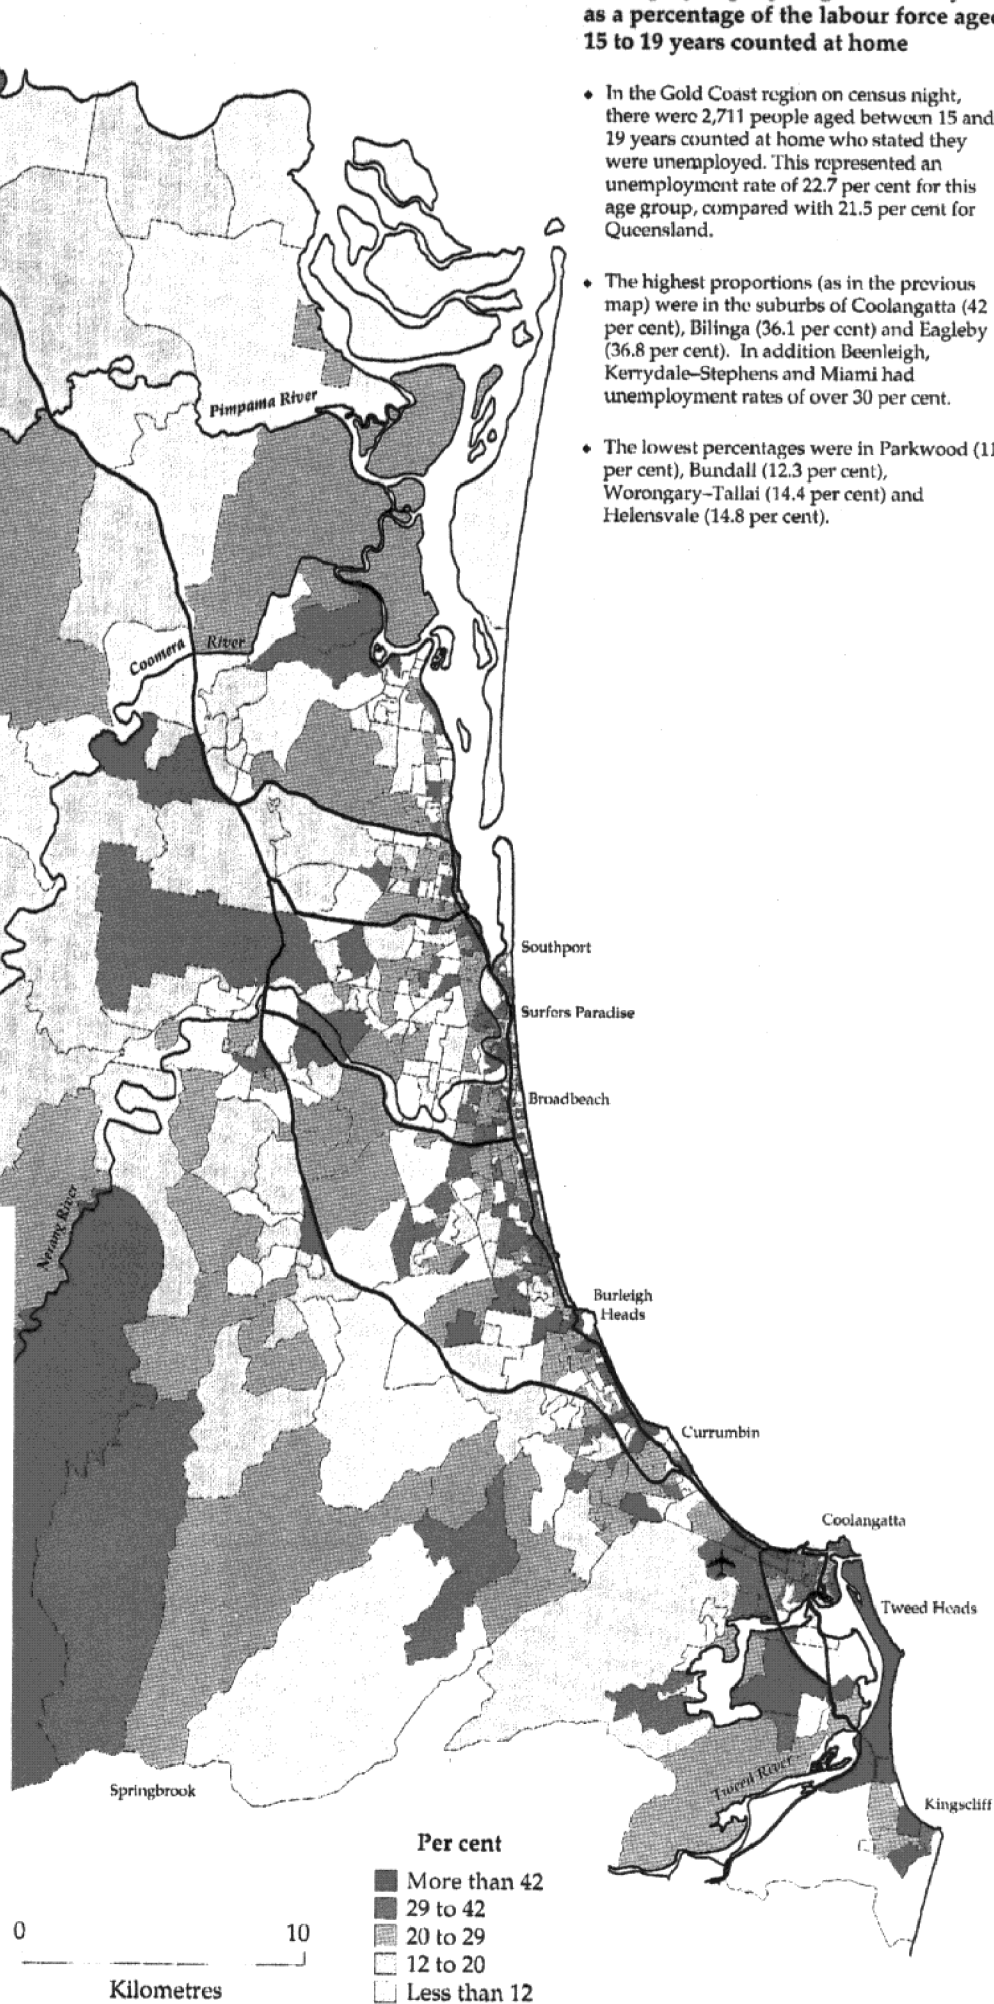 as a percentage of the labour force aged
15 to 19 years counted at home
• In the Gold Coast region on census night,
there were 2,711 people aged between 15 and
19 years counted at home who stated they
were unemployed. This represented an
unemployment rate of 22.7 per cent for this
age group, compared with 21.5 per cent for
Queensland.
• The highest proportions (as in the previous
map) were in the suburbs of Coolangatta (42
per cent), Bilinga (36.1 per cent) and Eagleby
(36.8 per cent). In addition Beenleigh,
Kerrydale–Stephens and Miami had
unemployment rates of over 30 per cent.
• The lowest percentages were in Parkwood (11
per cent), Bundall (12.3 per cent),
Worongary–Tallai (14.4 per cent) and
Helensvale (14.8 per cent).
Pimpama River
Coomera River
Southport
Surfers Paradise
Broadbeach
Nerang River
Burleigh
Heads
Currumbin
Coolangatta
Tweed Heads
Tweed River
Springbrook
Kingscliff
Per cent
More than 42
29 to 42
20 to 29
12 to 20
Less than 12
0 10
Kilometres